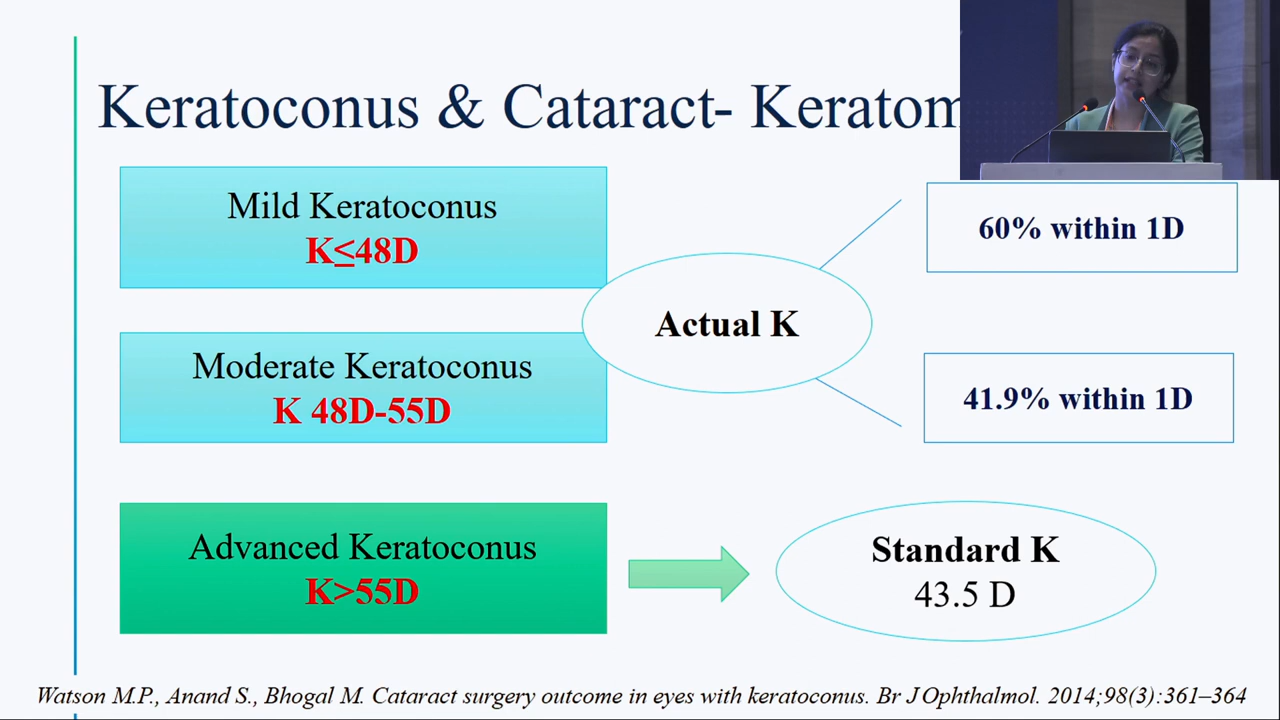 Keratoconus & Cataract- Keratom
Mild Keratoconus
K≤48D
Moderate Keratoconus
K 48D-55D
Advanced Keratoconus
K>55D
Actual K
60% within 1D
41.9% within 1D
Standard K
43.5 D
Watson M.P., Anand S., Bhogal M. Cataract surgery outcome in eyes with keratoconus. Br J Ophthalmol. 2014;98(3):361–364